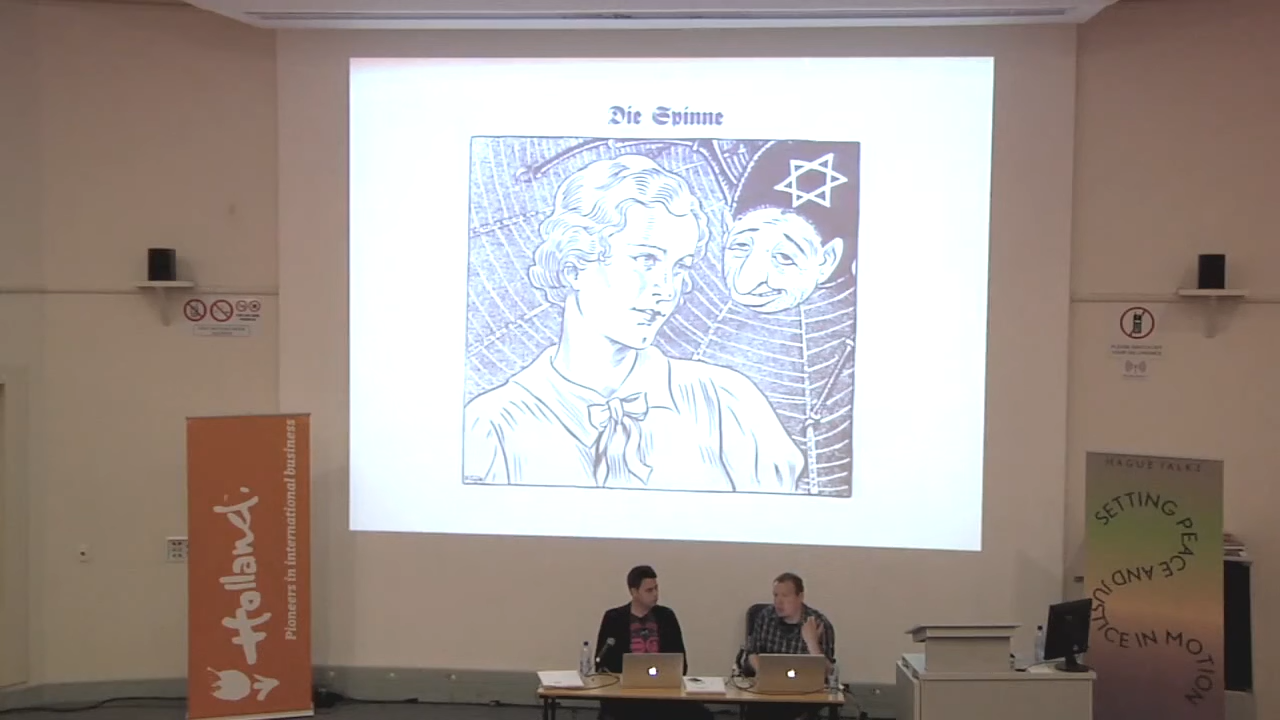 Die Spinne
Holland.
Pioneers in international business
HAGUE TALKS
SETTING PEACE AND JUSTICE IN MOTION